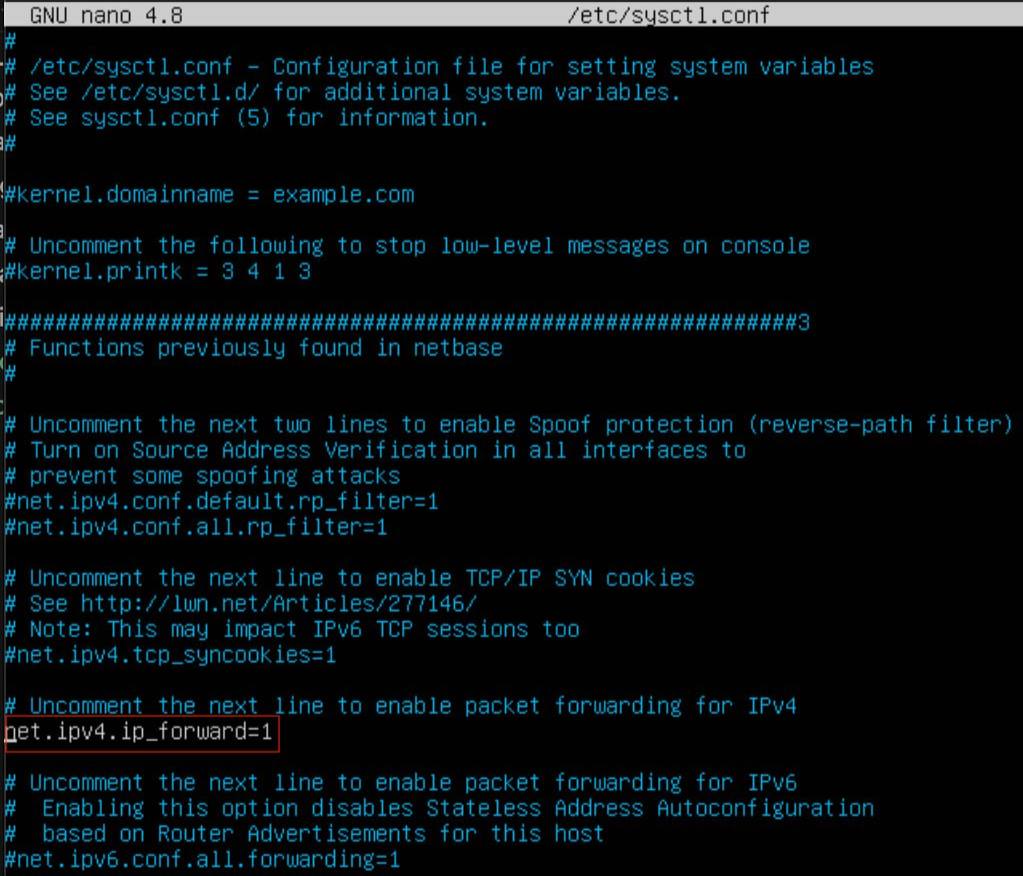 GNU nano 4.8 /etc/sysctl.conf
#
# /etc/sysctl.conf - Configuration file for setting system variables
# See /etc/sysctl.d/ for additional system variables.
# See sysctl.conf (5) for information.
#
#kernel.domainname = example.com
# Uncomment the following to stop low-level messages on console
#kernel.printk = 3 4 1 3
##############################################################3
# Functions previously found in netbase
#
# Uncomment the next two lines to enable Spoof protection (reverse-path filter)
# Turn on Source Address Verification in all interfaces to
# prevent some spoofing attacks
#net.ipv4.conf.default.rp_filter=1
#net.ipv4.conf.all.rp_filter=1
# Uncomment the next line to enable TCP/IP SYN cookies
# See http://lwn.net/Articles/277146/
# Note: This may impact IPv6 TCP sessions too
#net.ipv4.tcp_syncookies=1
# Uncomment the next line to enable packet forwarding for IPv4
net.ipv4.ip_forward=1
# Uncomment the next line to enable packet forwarding for IPv6
#  Enabling this option disables Stateless Address Autoconfiguration
#  based on Router Advertisements for this host
#net.ipv6.conf.all.forwarding=1